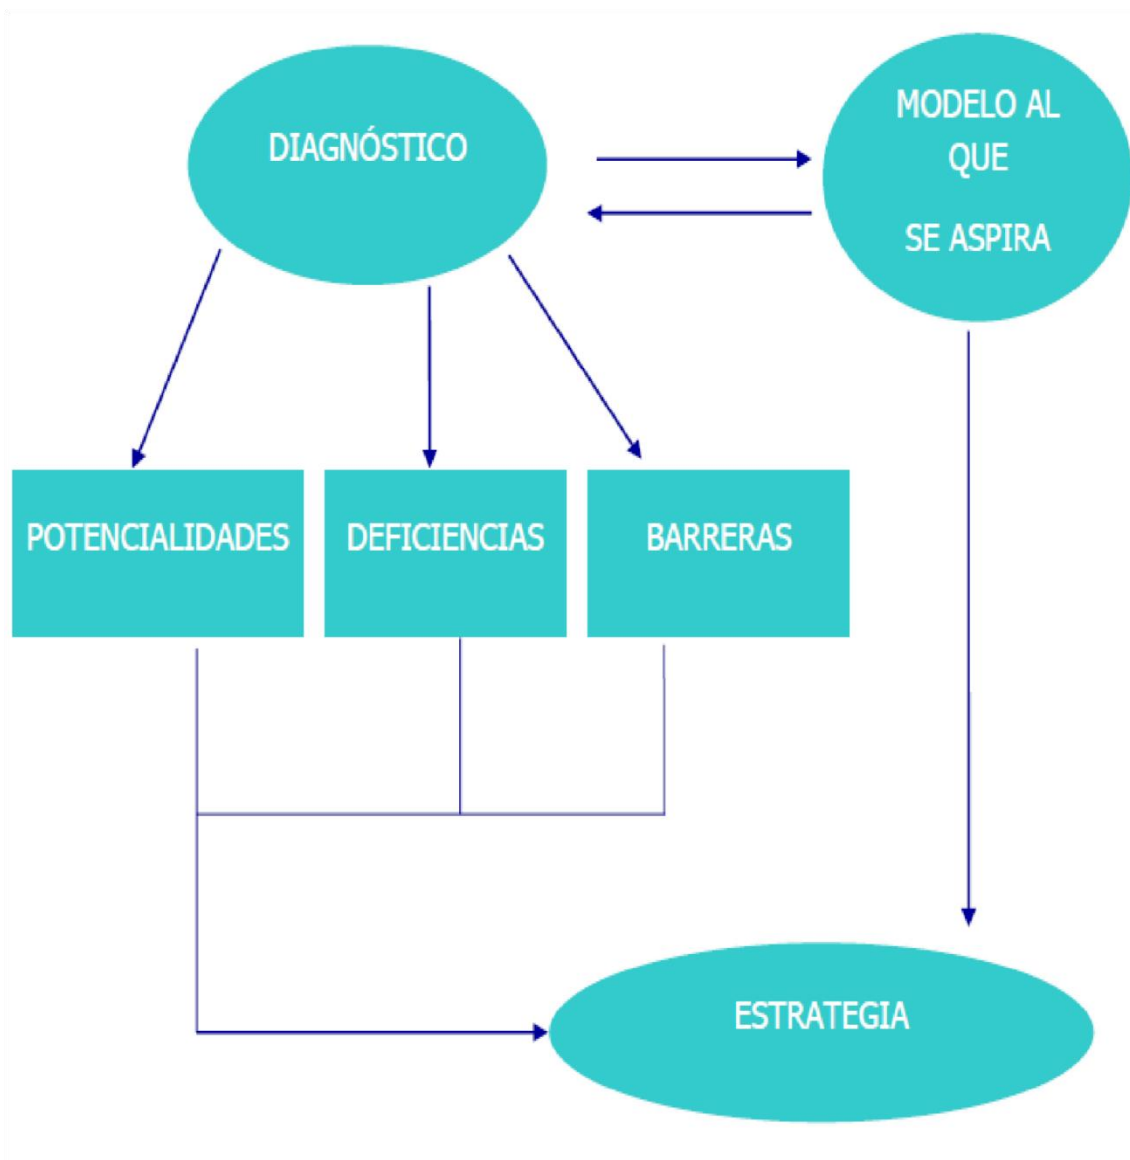 DIAGNÓSTICO
MODELO AL
QUE
SE ASPIRA
POTENCIALIDADES
DEFICIENCIAS
BARRERAS
ESTRATEGIA